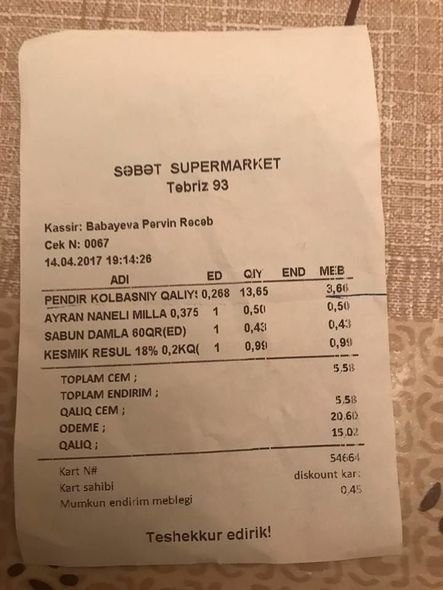 SƏBƏT SUPERMARKET
Təbriz 93
Kassir: Babayeva Pərvin Rəcəb
Cek N: 0067
14.04.2017 19:14:26
ADI ED QIY END MEB
PENDIR KOLBASNIY QALIYS 0,268 13,65 3,66
AYRAN NANELI MILLA 0,375 1 0,50 0,50
SABUN DAMLA 60QR(ED) 1 0,43 0,43
KESMIK RESUL 18% 0,2KQ( 1 0,99 0,99
TOPLAM CEM ; 5,58
TOPLAM ENDIRIM ;
QALIQ CEM ; 5,58
ODEME ; 20,60
QALIQ ; 15,02
Kart N# 54664
Kart sahibi diskount kar:
Mumkun endirim meblegi 0,45
Teshekkur edirik!